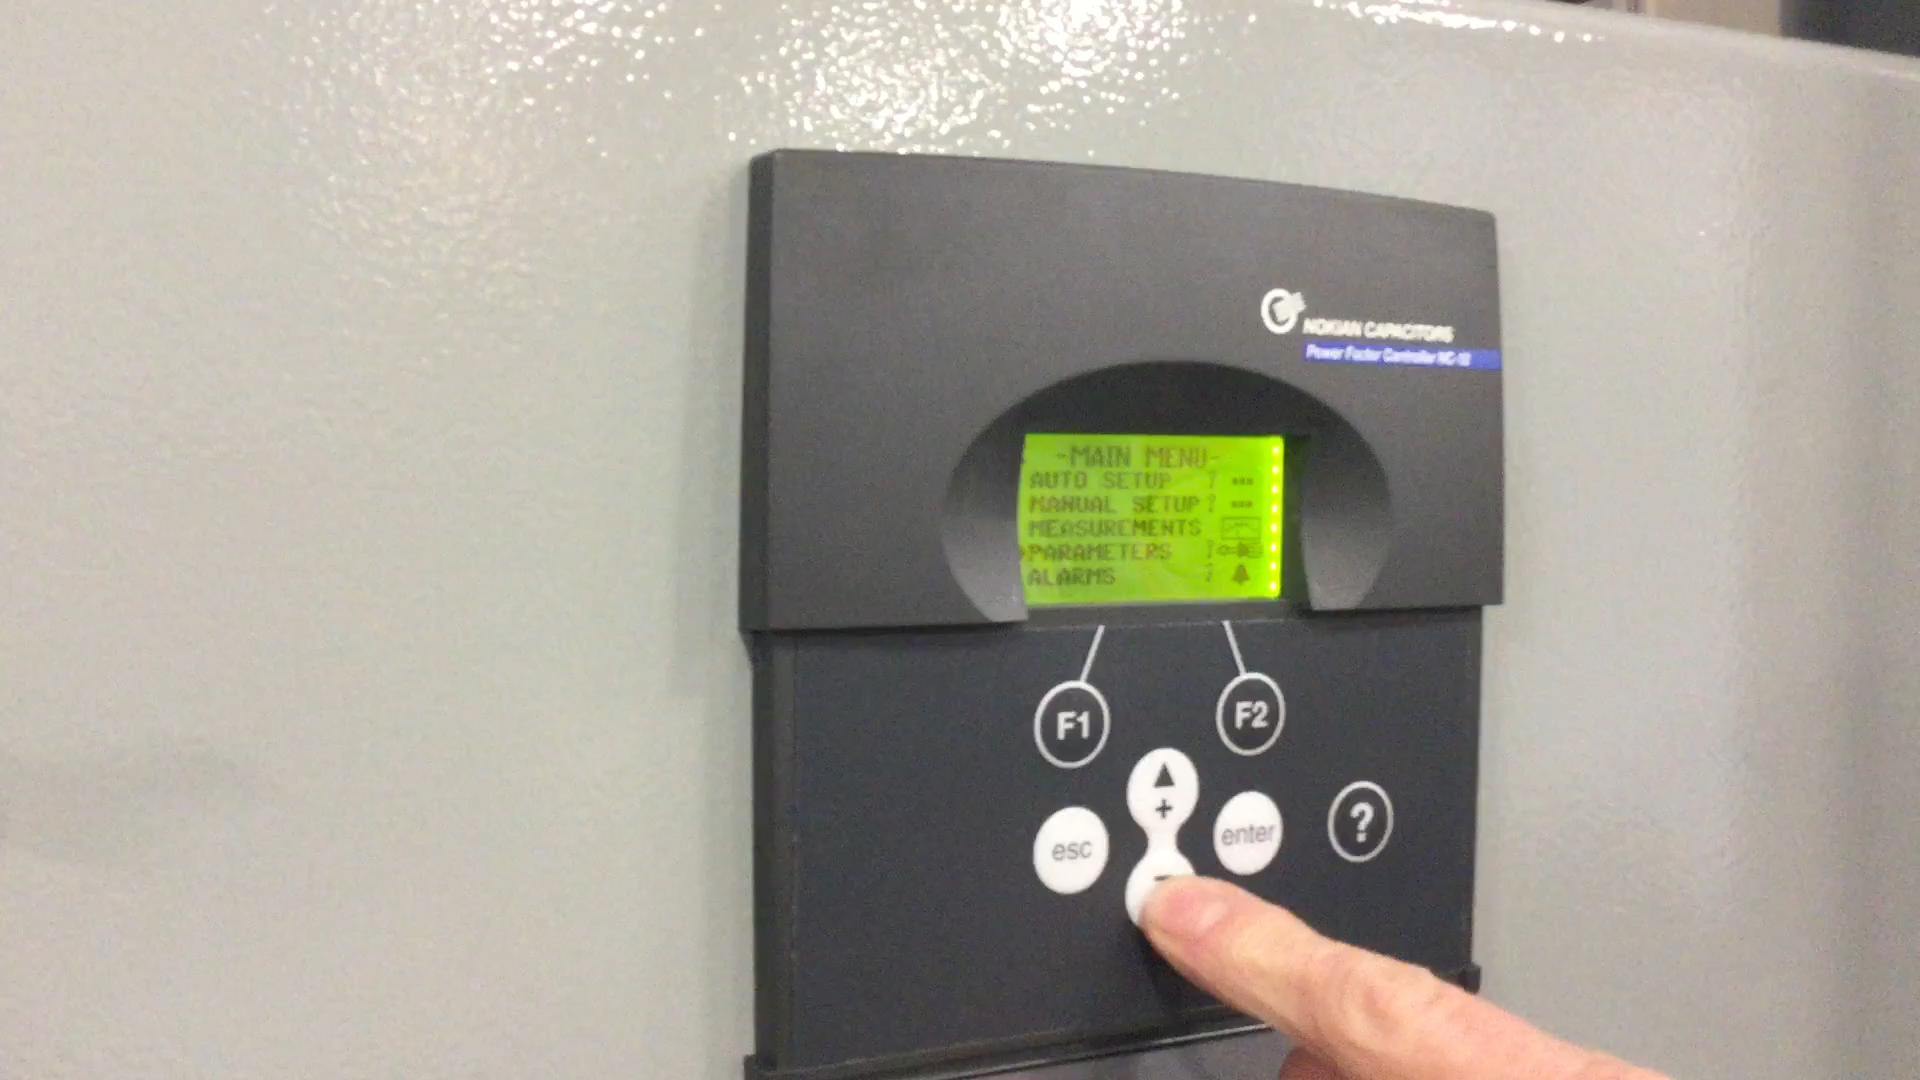 NOKIAN CAPACITORS
Power Factor Controller NC-12
-MAIN MENU-
AUTO SETUP
MANUAL SETUP
MEASUREMENTS
PARAMETERS
ALARMS
F1
F2
+
esc
enter
?
-